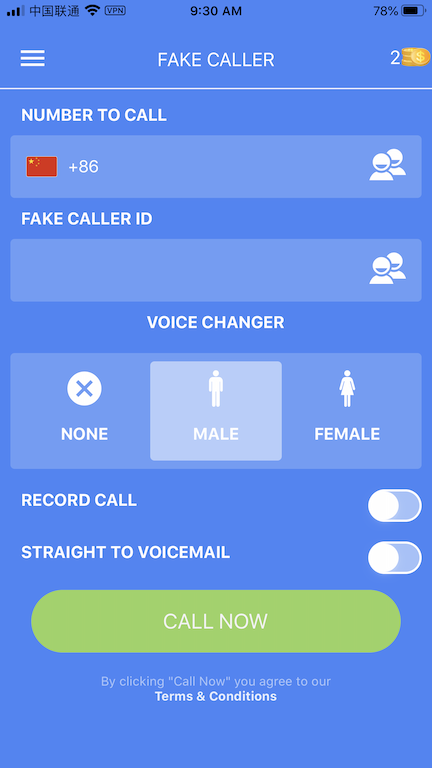 中国联通 VPN 9:30 AM 78%
FAKE CALLER 2
NUMBER TO CALL
+86
FAKE CALLER ID
VOICE CHANGER
NONE MALE FEMALE
RECORD CALL
STRAIGHT TO VOICEMAIL
CALL NOW
By clicking "Call Now" you agree to our
Terms & Conditions